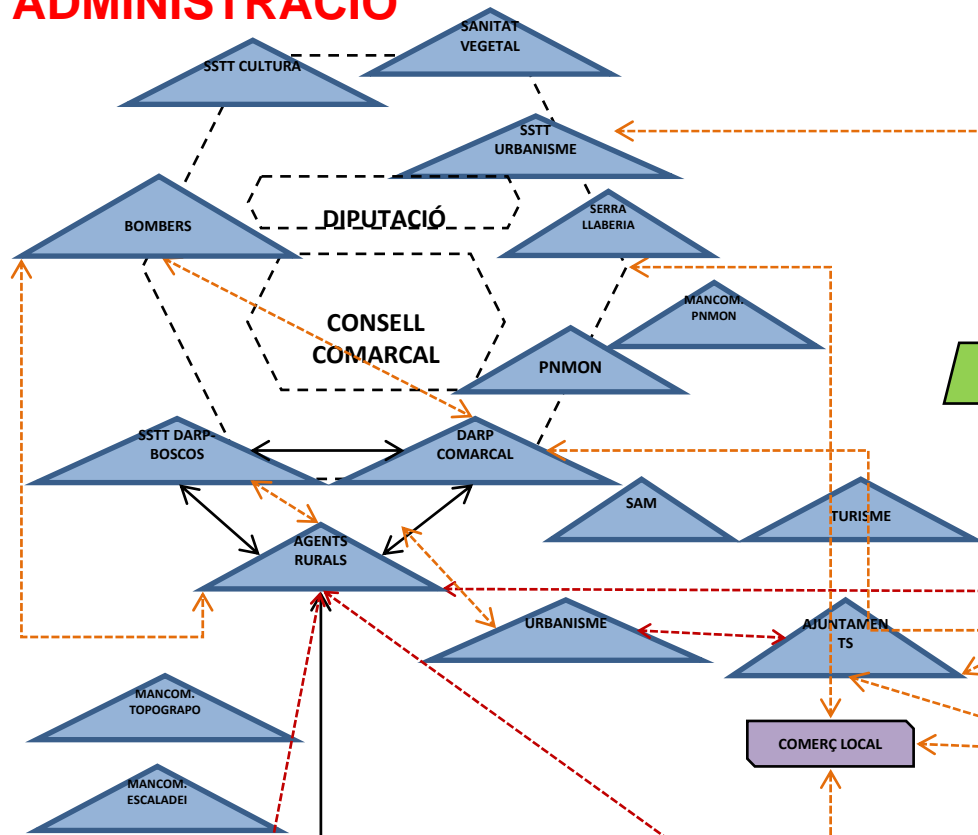 ADMINISTRACIÓ
SANITAT
VEGETAL
SSTT CULTURA
SSTT
URBANISME
DIPUTACIÓ
SERRA
LLABERIA
BOMBERS
MANCOM.
PNMON
CONSELL
COMARCAL
PNMON
SSTT DARP-
BOSCOS
DARP
COMARCAL
SAM
TURISME
AGENTS
RURALS
URBANISME
AJUNTAMEN
TS
MANCOM.
TOPOGRAPO
COMERÇ LOCAL
MANCOM.
ESCALADEI